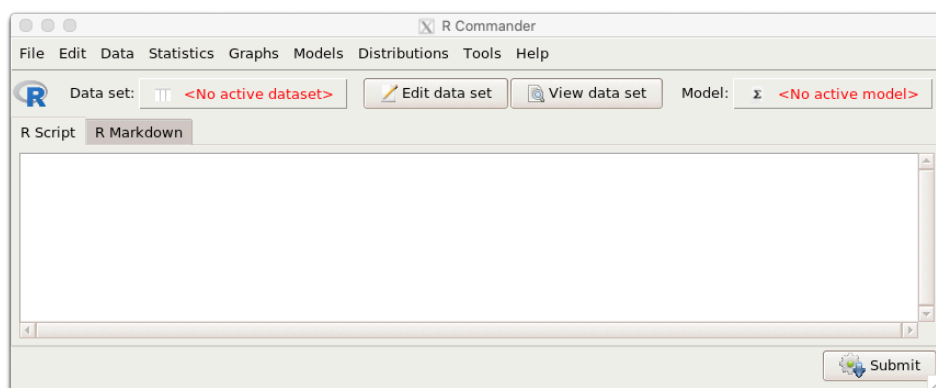 R Commander
File Edit Data Statistics Graphs Models Distributions Tools Help
R Data set: <No active dataset> Edit data set View data set Model: Σ <No active model>
R Script R Markdown
Submit